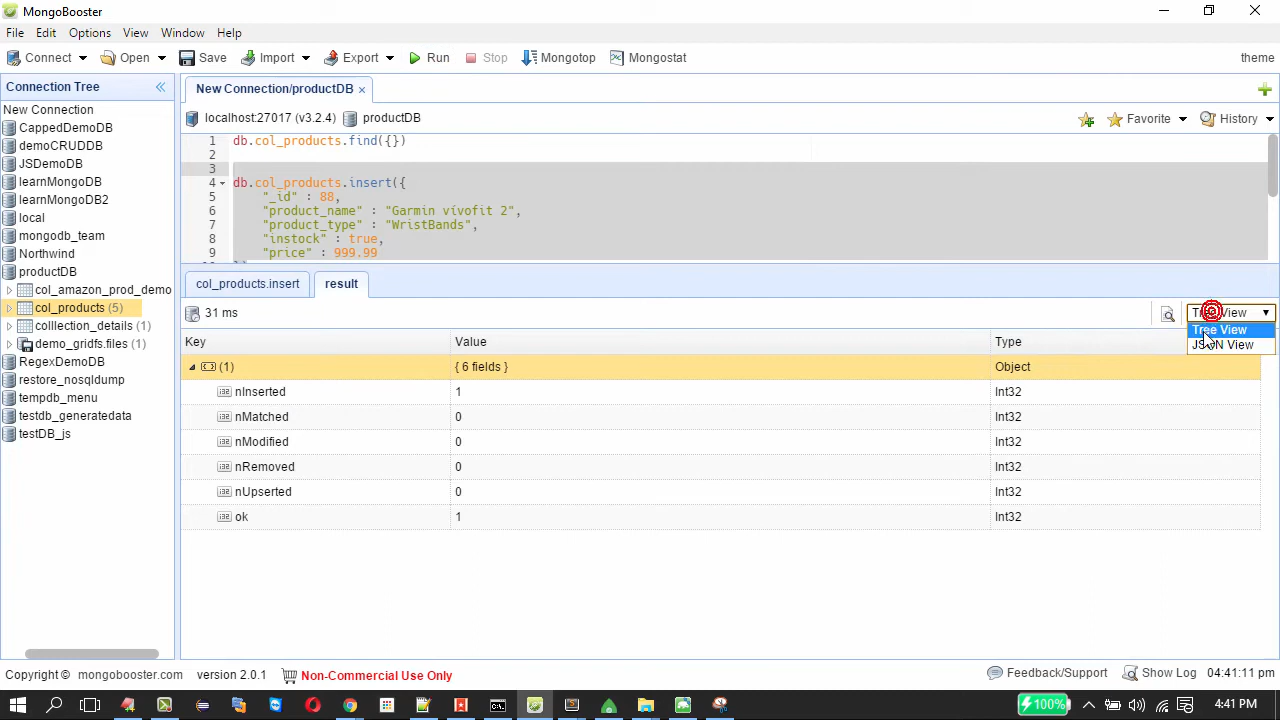 MongoBooster
File Edit Options View Window Help
Connect Open Save Import Export Run Stop Mongotop Mongostat theme
Connection Tree
New Connection
CappedDemoDB
demoCRUDDB
JSDemoDB
learnMongoDB
learnMongoDB2
local
mongodb_team
Northwind
productDB
col_amazon_prod_demo
col_products (5)
colllection_details (1)
demo_gridfs.files (1)
RegexDemoDB
restore_nosqldump
tempdb_menu
testdb_generatedata
testDB_js
New Connection/productDB ×
localhost:27017 (v3.2.4) productDB Favorite History
1 db.col_products.find({})
2
3
4 db.col_products.insert({
5 "_id" : 88,
6 "product_name" : "Garmin vívofit 2",
7 "product_type" : "WristBands",
8 "instock" : true,
9 "price" : 999.99
col_products.insert result
31 ms Tree View
Tree View
JSON View
Key Value Type
(1) { 6 fields } Object
nInserted 1 Int32
nMatched 0 Int32
nModified 0 Int32
nRemoved 0 Int32
nUpserted 0 Int32
ok 1 Int32
Copyright © mongobooster.com version 2.0.1 Non-Commercial Use Only Feedback/Support Show Log 04:41:11 pm
100% 4:41 PM